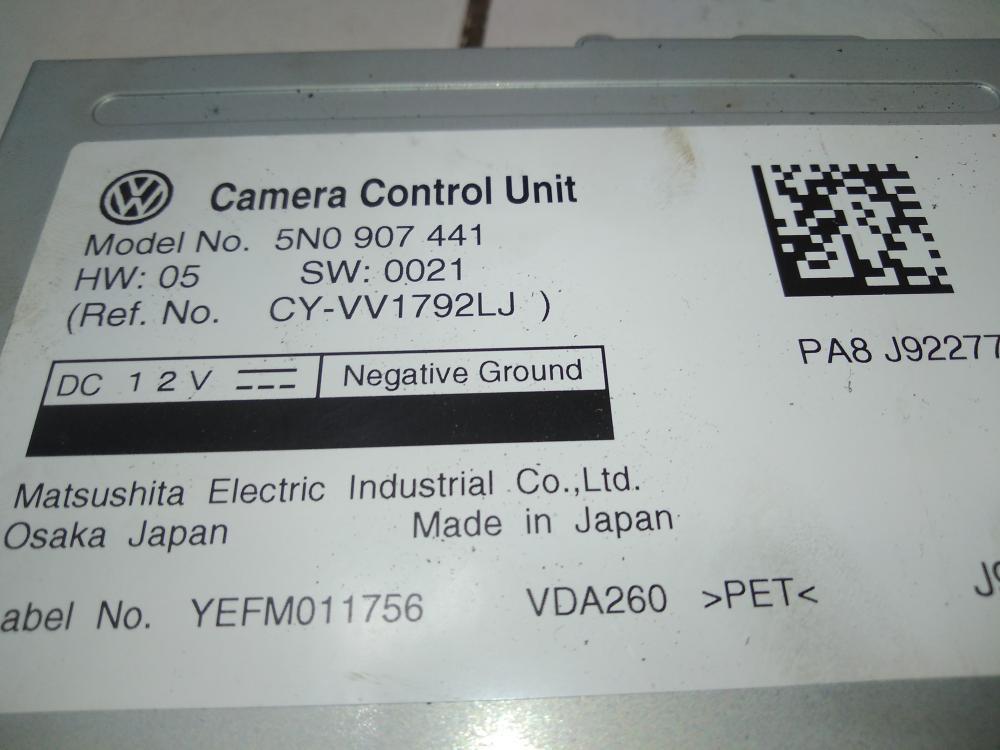 Camera Control Unit
Model No. 5N0 907 441
HW: 05 SW: 0021
(Ref. No. CY-VV1792LJ )
PA8 J92277
DC 12V Negative Ground
Matsushita Electric Industrial Co.,Ltd.
Osaka Japan Made in Japan
abel No. YEFM011756 VDA260 >PET<